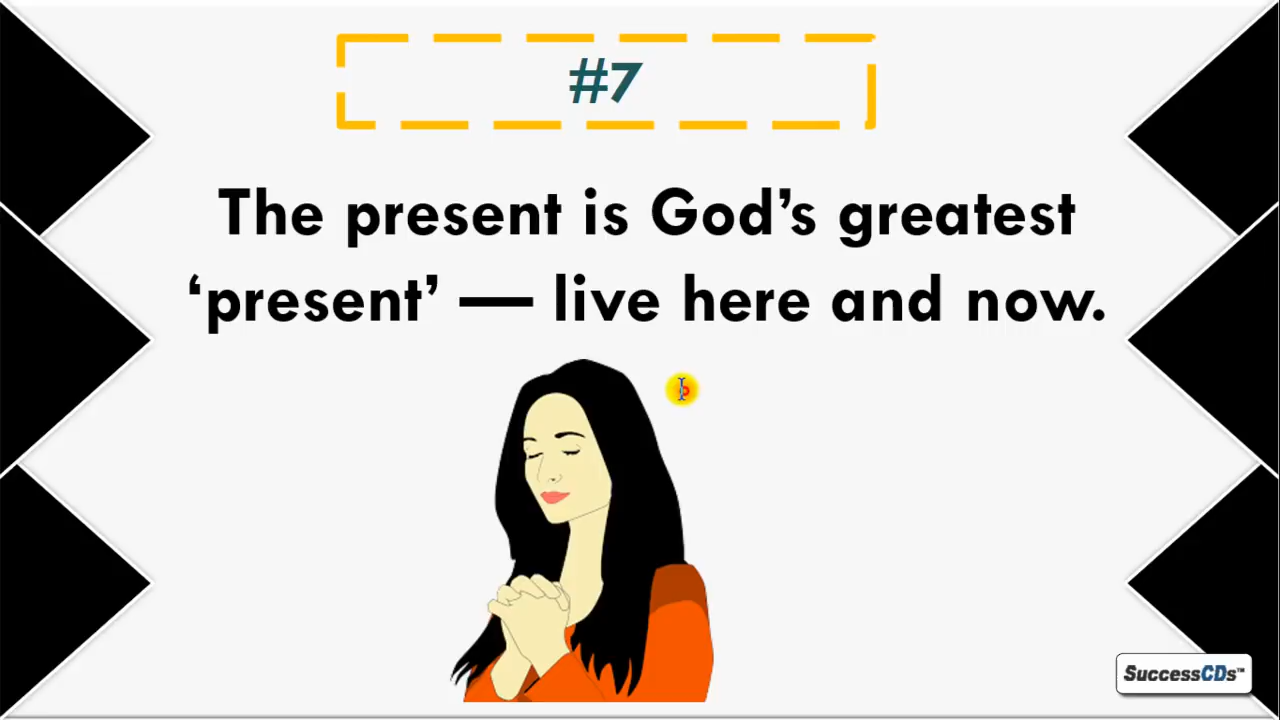 #7
The present is God’s greatest
‘present’ — live here and now.
SuccessCDs™